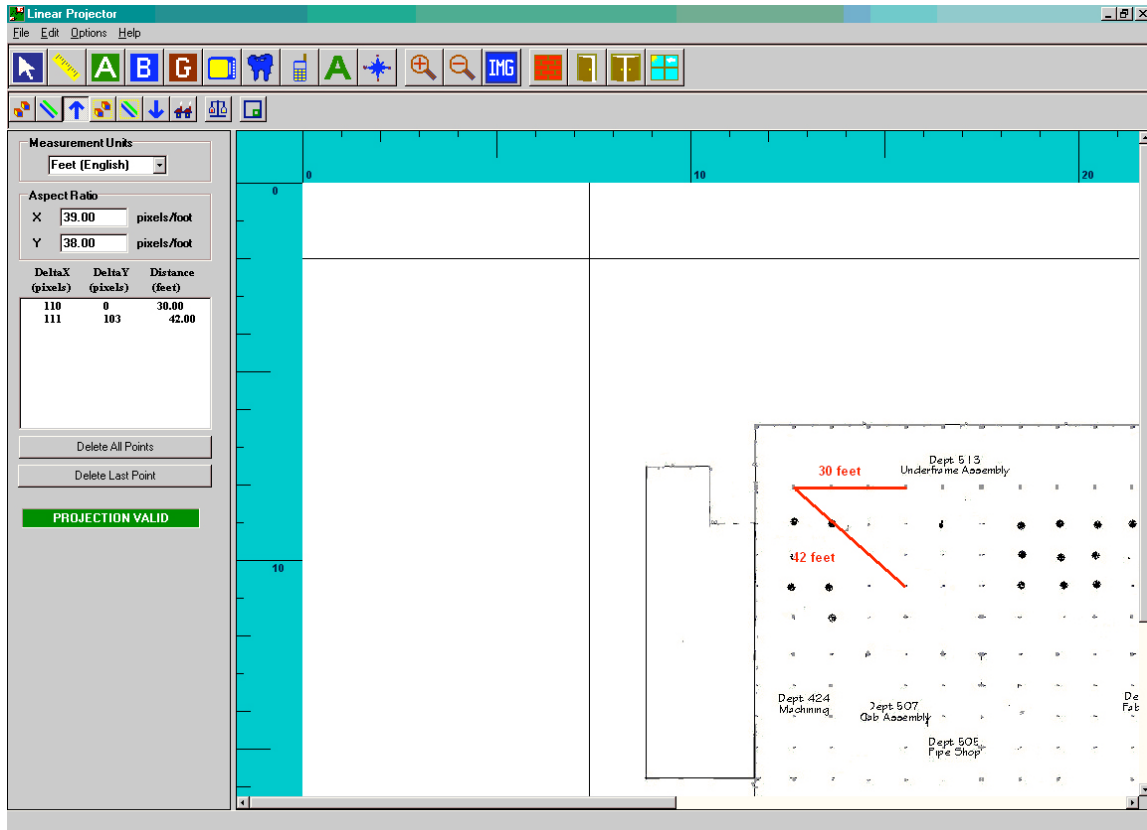 Linear Projector
File Edit Options Help
A B G A IMG
Measurement Units
Feet (English)
Aspect Ratio
X 39.00 pixels/foot
Y 38.00 pixels/foot
DeltaX DeltaY Distance
(pixels) (pixels) (feet)
110 0 30.00
111 103 42.00
Delete All Points
Delete Last Point
PROJECTION VALID
0 10 20
0
10
Dept 513
Underframe Assembly
30 feet
42 feet
Dept 424
Machining
Dept 507
Cab Assembly
Dept 505
Pipe Shop
De
Fab